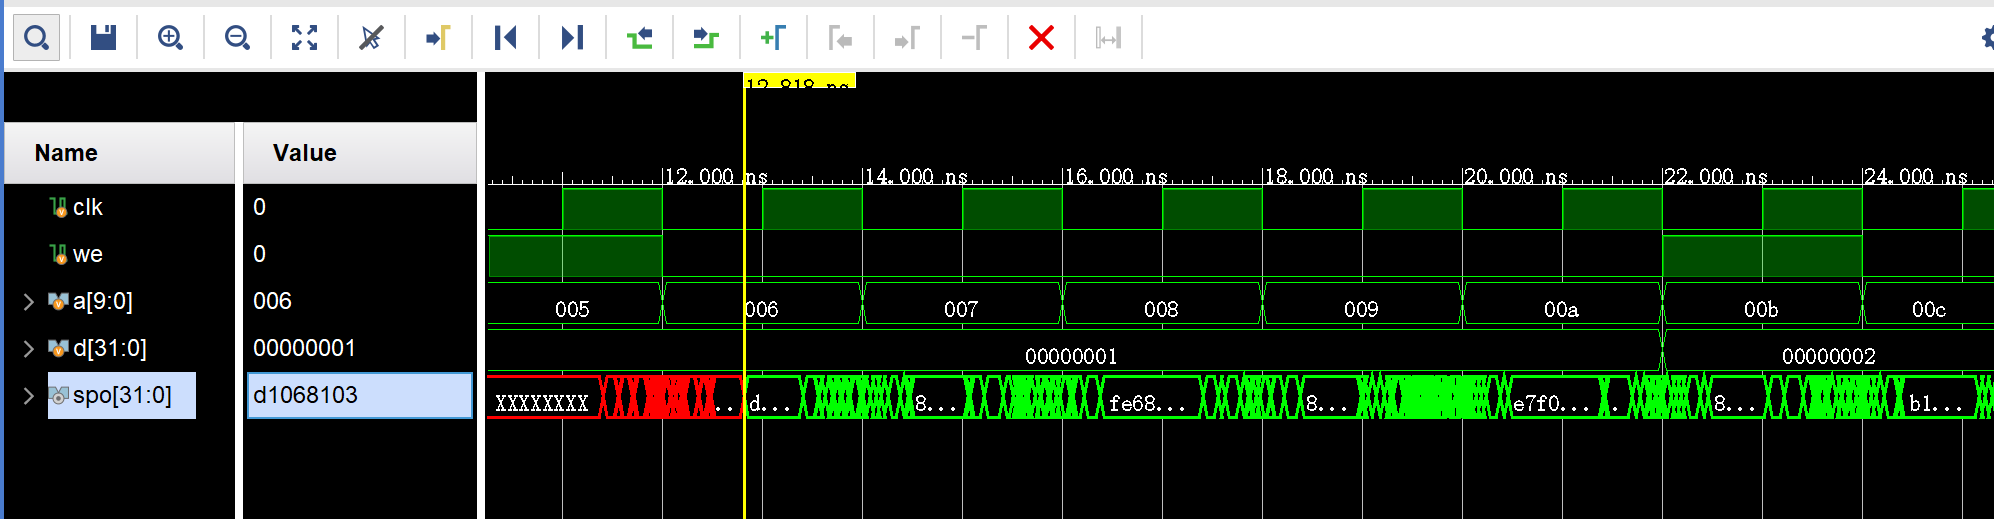 12.818 ns
Name Value
12.000 ns 14.000 ns 16.000 ns 18.000 ns 20.000 ns 22.000 ns 24.000 ns
clk 0
we 0
a[9:0] 006 005 006 007 008 009 00a 00b 00c
d[31:0] 00000001 00000001 00000002
spo[31:0] d1068103 XXXXXXXX .. d... 8... fe68... 8... e7f0... . 8... b1...